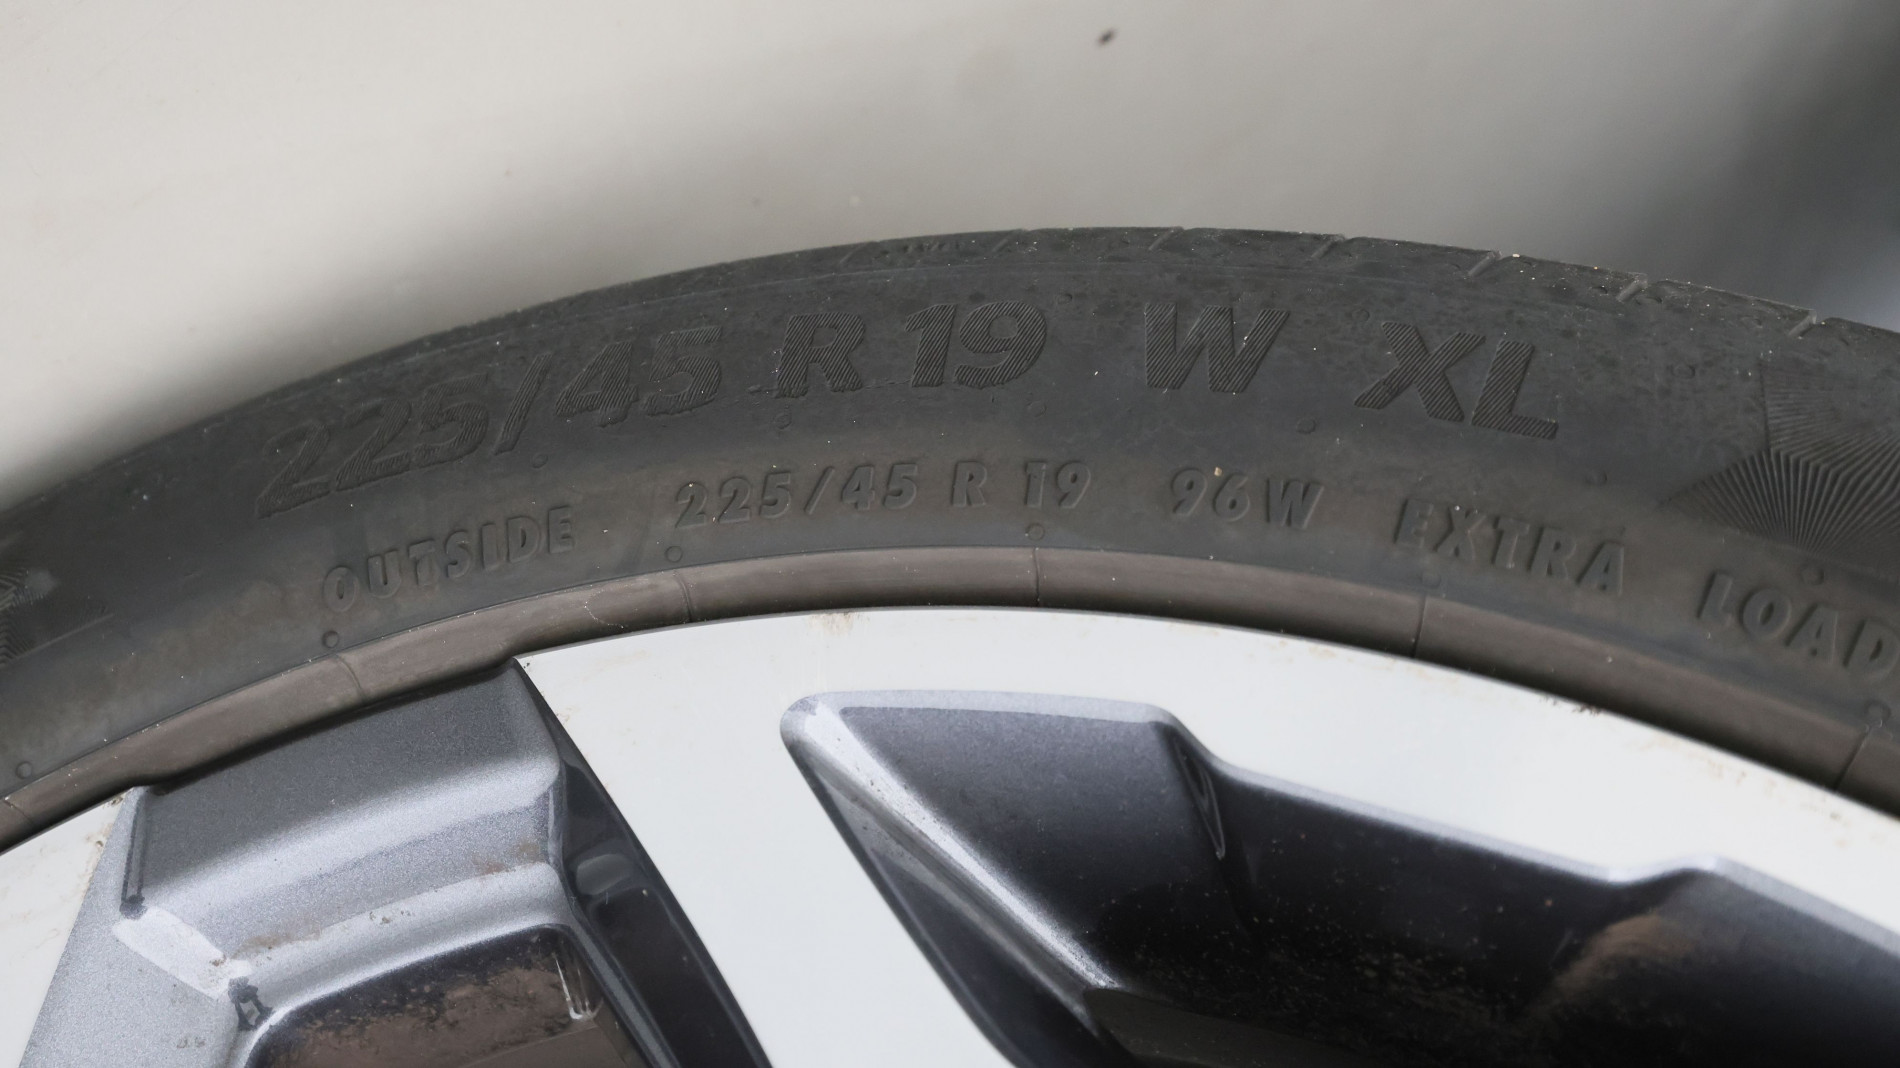 225/45 R 19 W XL
OUTSIDE 225/45 R 19 96W EXTRA LOAD